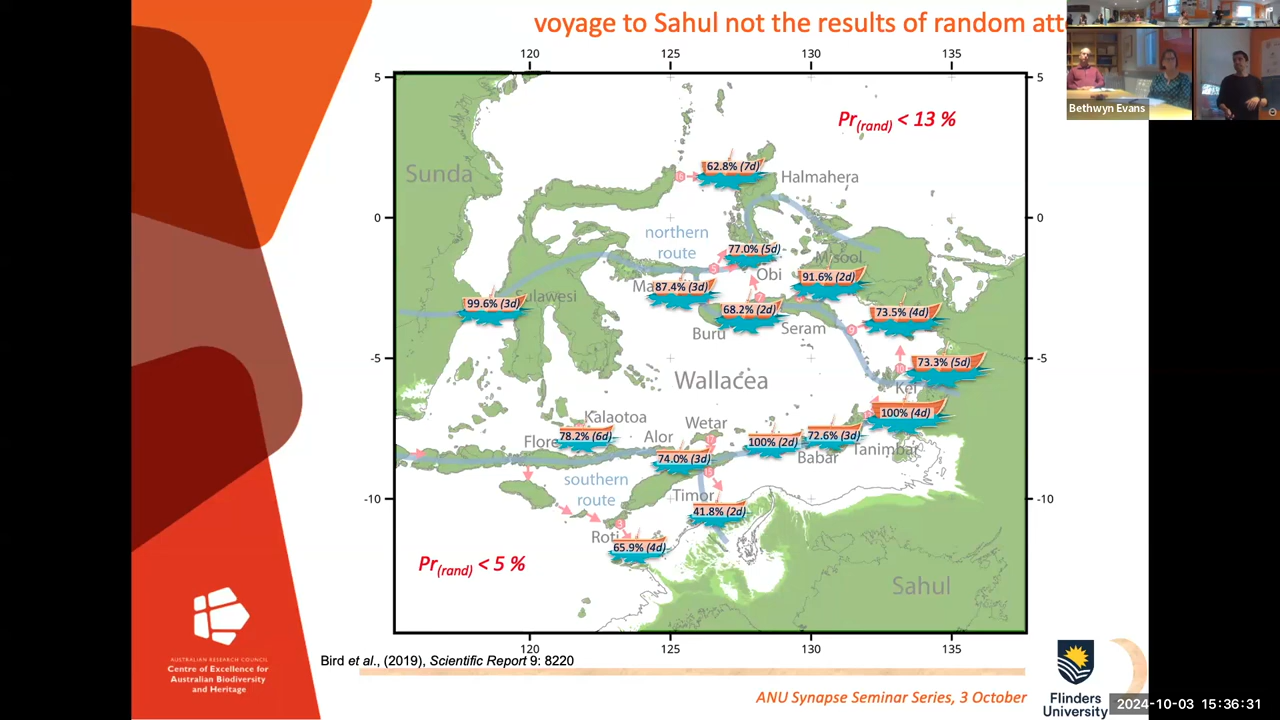 voyage to Sahul not the results of random att
Bethwyn Evans
120 125 130 135
5 5
Pr(rand) < 13 %
Sunda
62.8% (7d)
Halmahera
0 0
northern
route
77.0% (5d)
M'sool
Obi
91.6% (2d)
Ma
87.4% (3d)
99.6% (3d)
Sulawesi
68.2% (2d)
73.5% (4d)
Buru
Seram
-5 -5
73.3% (5d)
Wallacea
Kei
100% (4d)
Kalaotoa
Wetar
Flore
78.2% (6d)
Alor
100% (2d)
72.6% (3d)
Tanimbar
74.0% (3d)
Babar
southern
route
Timor
-10 -10
41.8% (2d)
Roti
65.9% (4d)
Pr(rand) < 5 %
Sahul
120 125 130 135
Bird et al., (2019), Scientific Report 9: 8220
AUSTRALIAN RESEARCH COUNCIL
Centre of Excellence for
Australian Biodiversity
and Heritage
ANU Synapse Seminar Series, 3 October
Flinders
University
2024-10-03 15:36:31